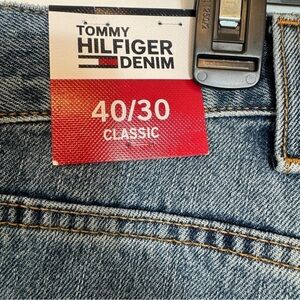 TOMMY
HILFIGER
DENIM
40/30
CLASSIC